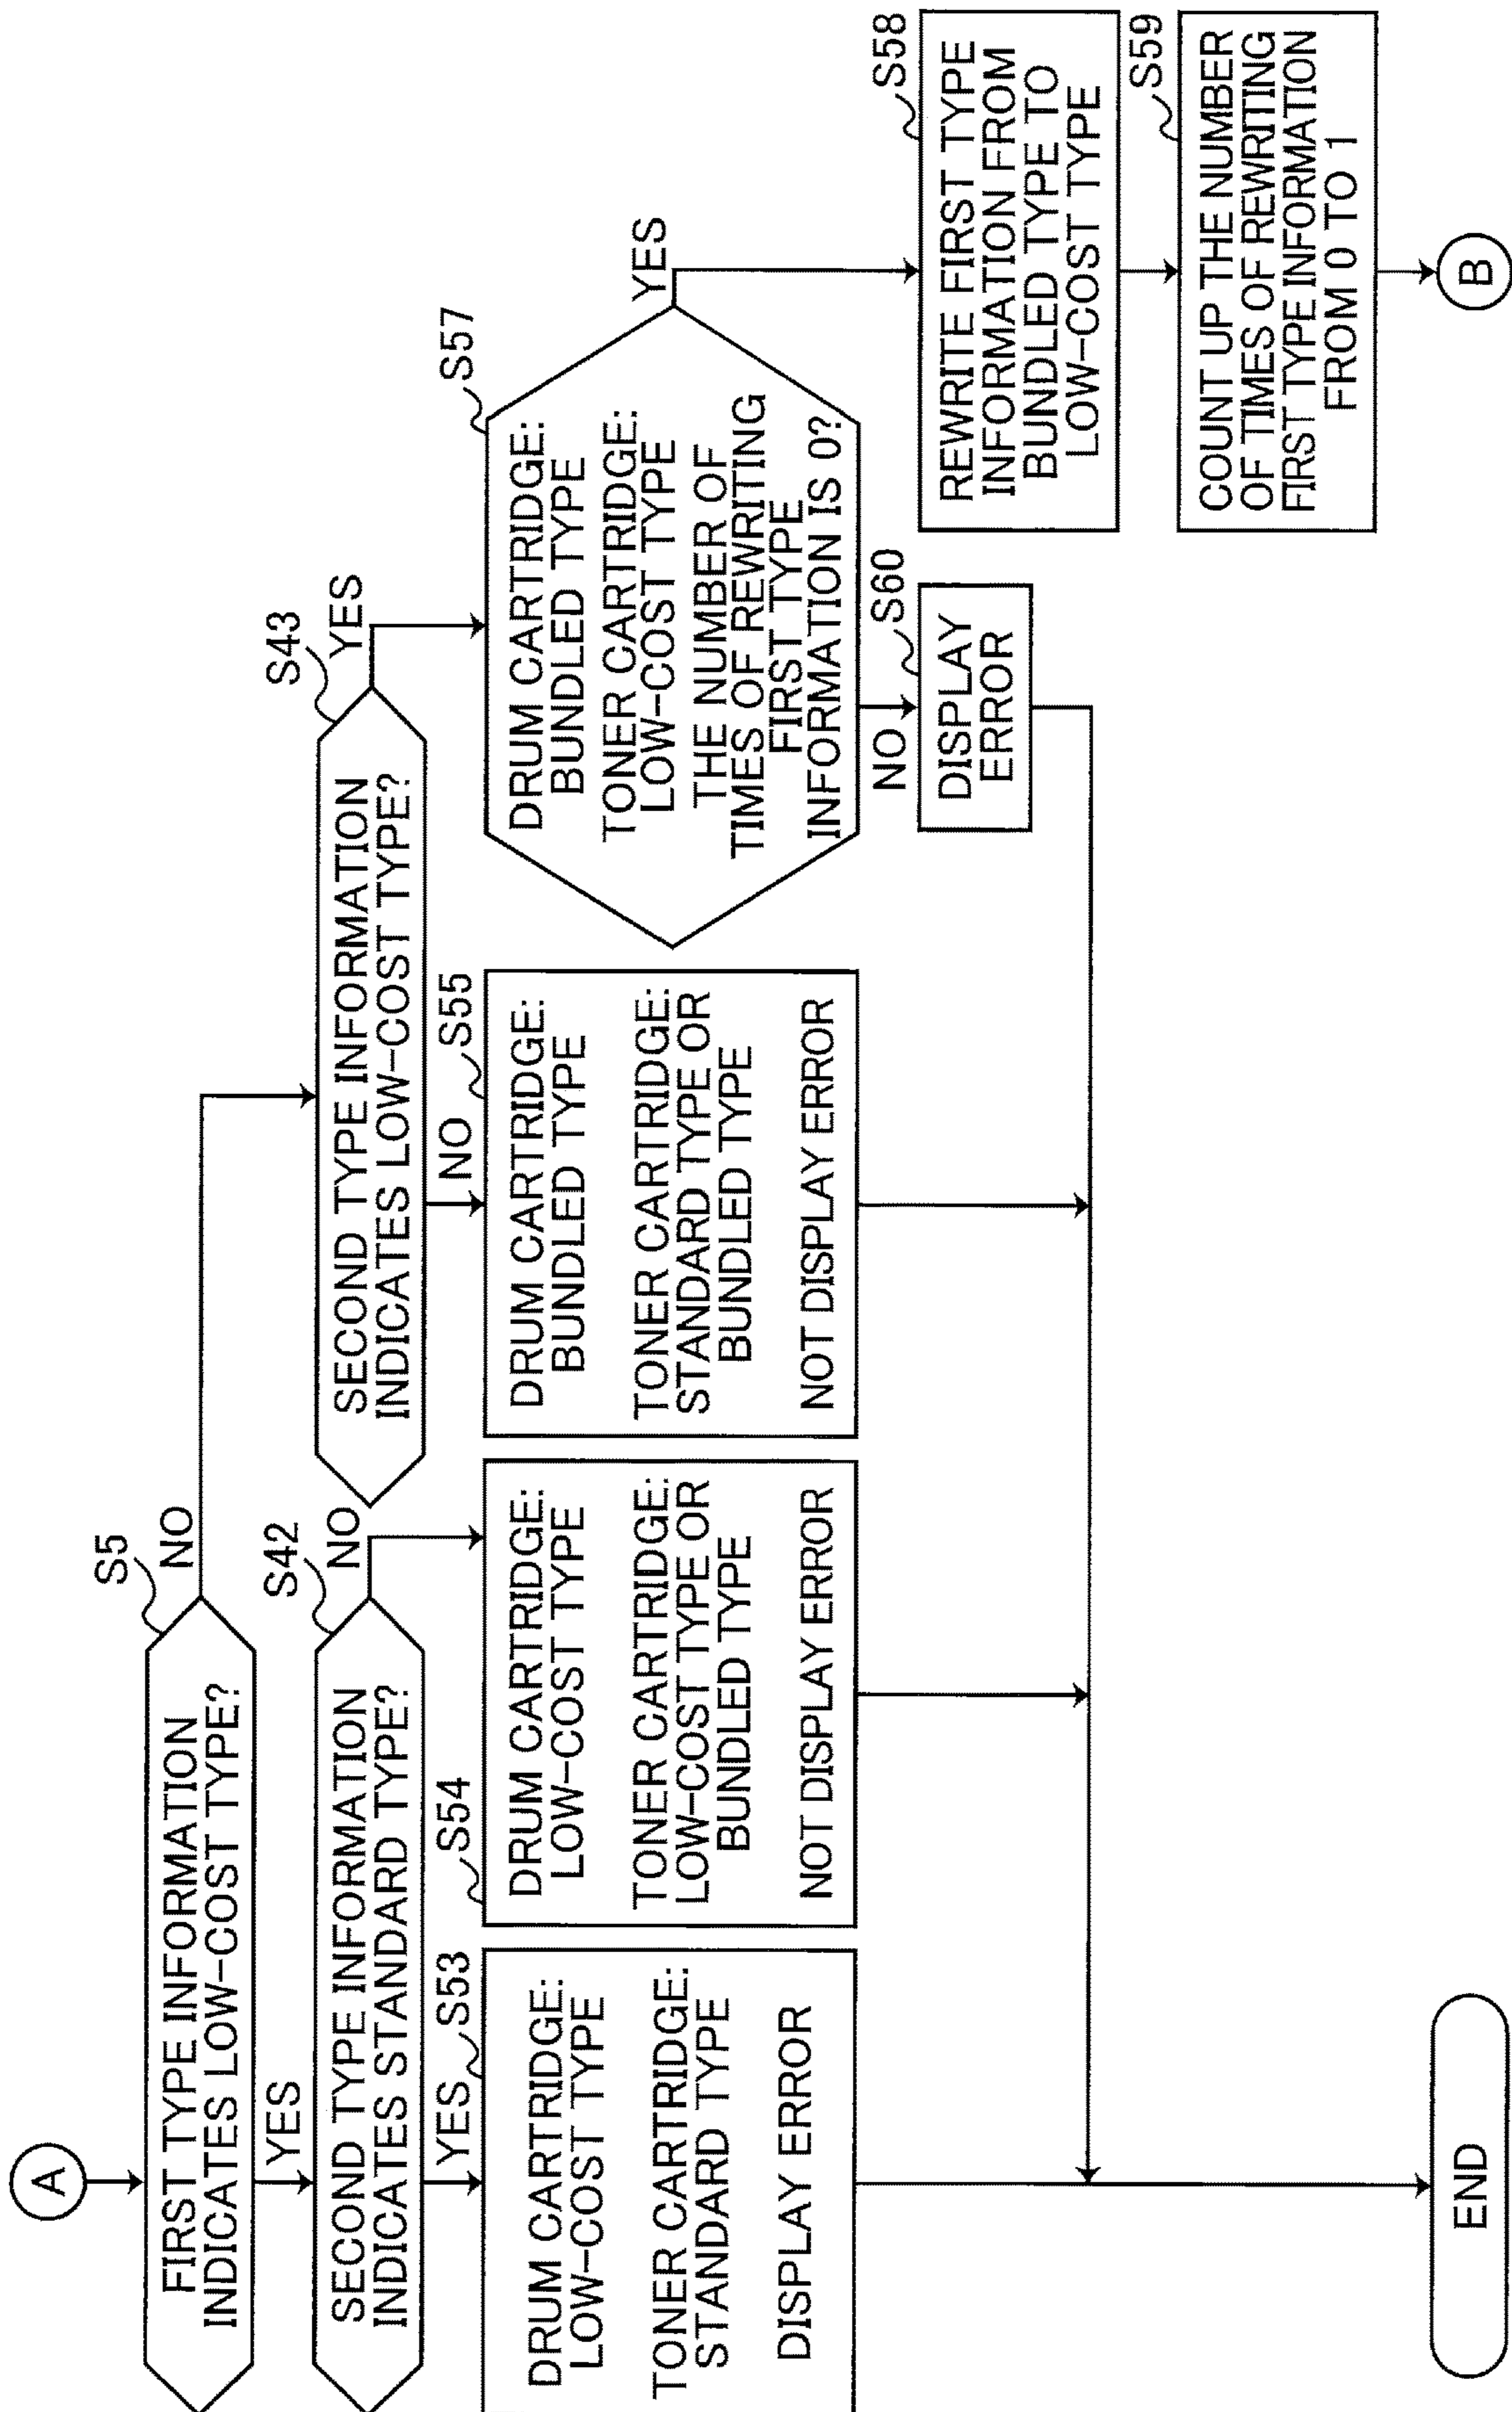 A
S5
FIRST TYPE INFORMATION
INDICATES LOW-COST TYPE?
NO
YES
S42
SECOND TYPE INFORMATION
INDICATES STANDARD TYPE?
NO
YES
S43
SECOND TYPE INFORMATION
INDICATES LOW-COST TYPE?
YES
NO
S53
DRUM CARTRIDGE:
LOW-COST TYPE
TONER CARTRIDGE:
STANDARD TYPE
DISPLAY ERROR
S54
DRUM CARTRIDGE:
LOW-COST TYPE
TONER CARTRIDGE:
LOW-COST TYPE OR
BUNDLED TYPE
NOT DISPLAY ERROR
S55
DRUM CARTRIDGE:
BUNDLED TYPE
TONER CARTRIDGE:
STANDARD TYPE OR
BUNDLED TYPE
NOT DISPLAY ERROR
S57
DRUM CARTRIDGE:
BUNDLED TYPE
TONER CARTRIDGE:
LOW-COST TYPE
THE NUMBER OF
TIMES OF REWRITING
FIRST TYPE
INFORMATION IS 0?
YES
NO
S60
DISPLAY
ERROR
S58
REWRITE FIRST TYPE
INFORMATION FROM
BUNDLED TYPE TO
LOW-COST TYPE
S59
COUNT UP THE NUMBER
OF TIMES OF REWRITING
FIRST TYPE INFORMATION
FROM 0 TO 1
B
END